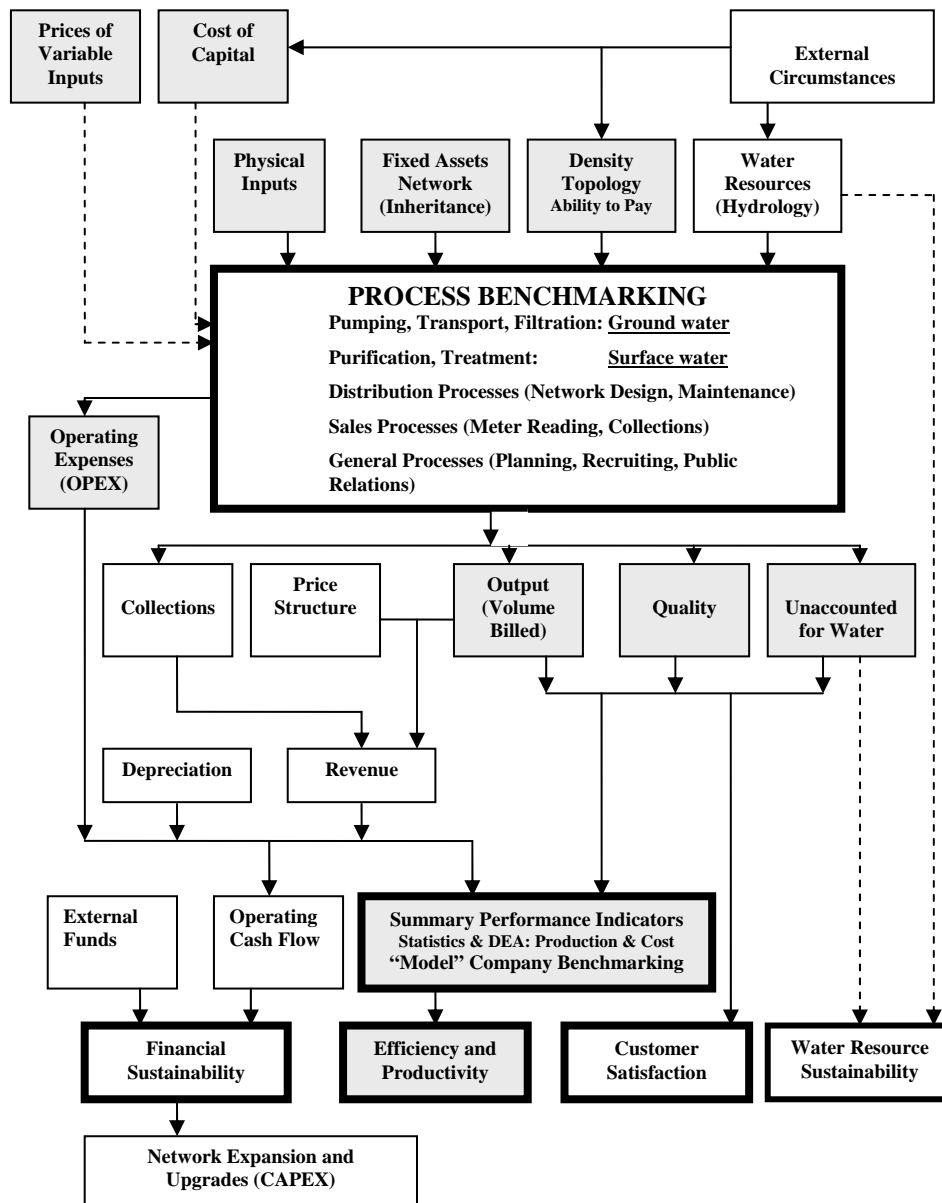 Prices of
Variable
Inputs
Cost of
Capital
External
Circumstances
Physical
Inputs
Fixed Assets
Network
(Inheritance)
Density
Topology
Ability to Pay
Water
Resources
(Hydrology)
PROCESS BENCHMARKING
Pumping, Transport, Filtration: Ground water
Purification, Treatment: Surface water
Distribution Processes (Network Design, Maintenance)
Sales Processes (Meter Reading, Collections)
General Processes (Planning, Recruiting, Public
Relations)
Operating
Expenses
(OPEX)
Collections
Price
Structure
Output
(Volume
Billed)
Quality
Unaccounted
for Water
Depreciation
Revenue
External
Funds
Operating
Cash Flow
Summary Performance Indicators
Statistics & DEA: Production & Cost
“Model” Company Benchmarking
Financial
Sustainability
Efficiency and
Productivity
Customer
Satisfaction
Water Resource
Sustainability
Network Expansion and
Upgrades (CAPEX)